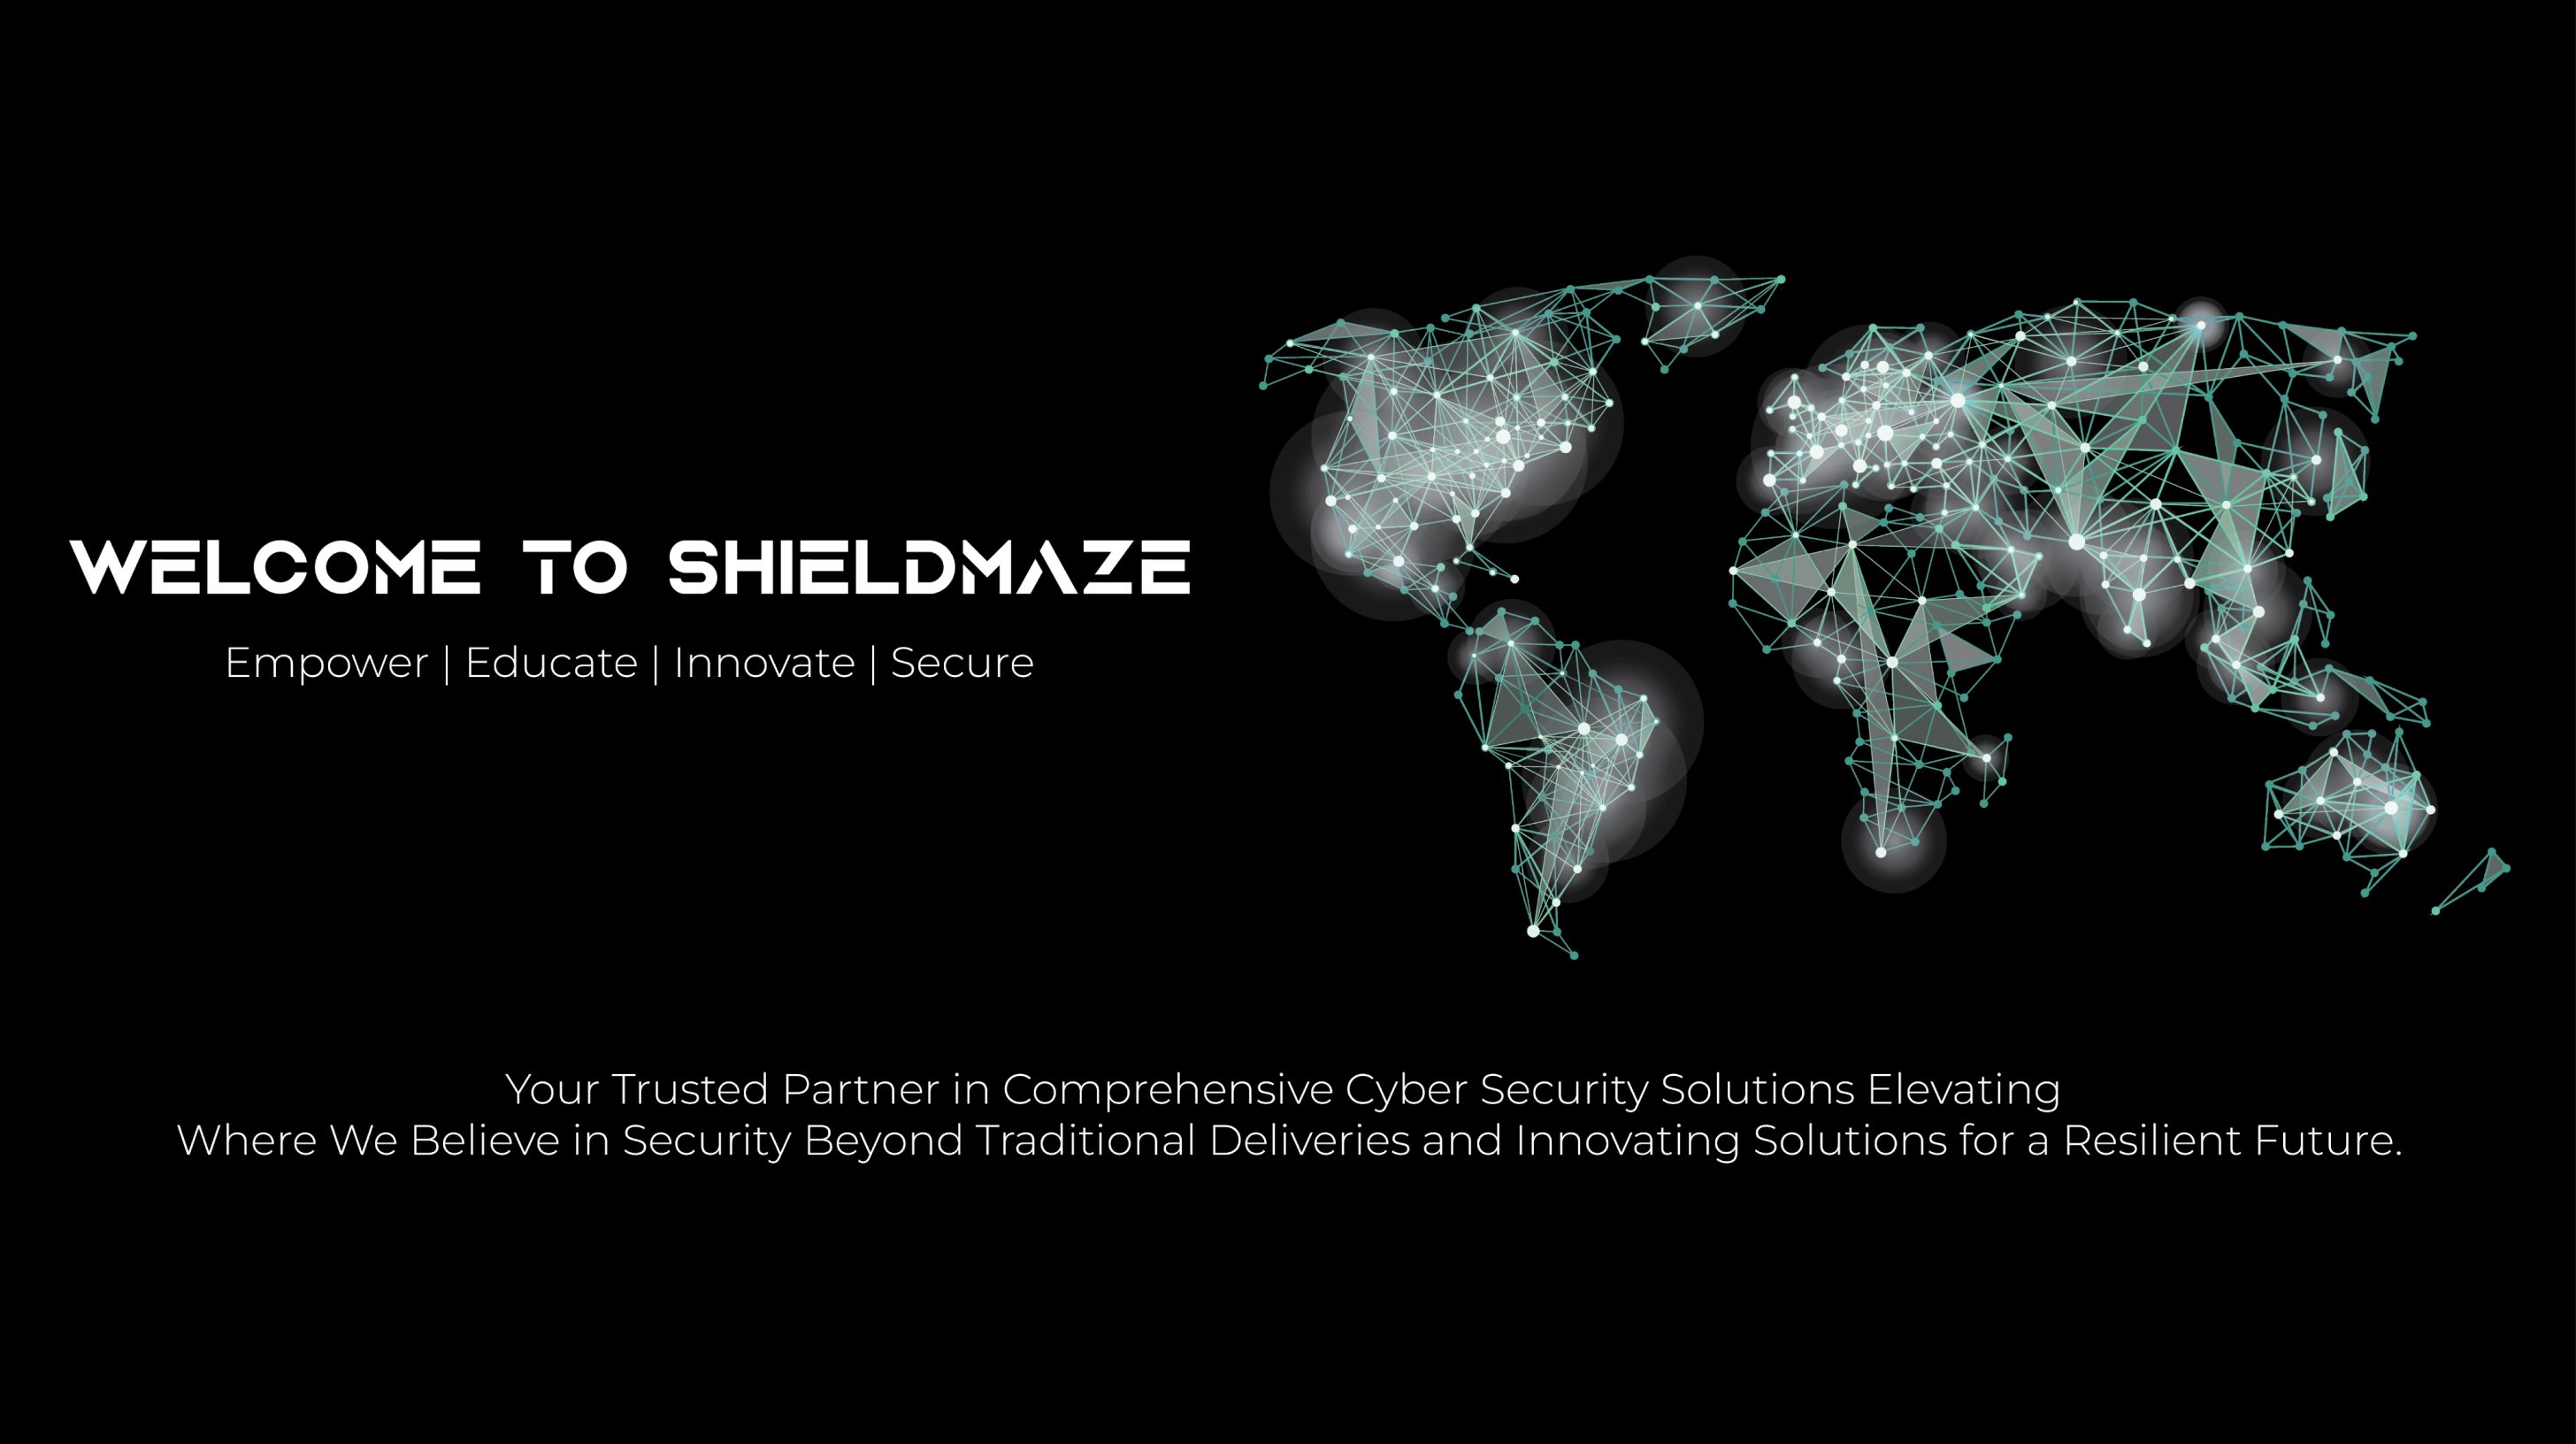 WELCOME TO SHIELDMAZE
Empower | Educate | Innovate | Secure
Your Trusted Partner in Comprehensive Cyber Security Solutions Elevating
Where We Believe in Security Beyond Traditional Deliveries and Innovating Solutions for a Resilient Future.